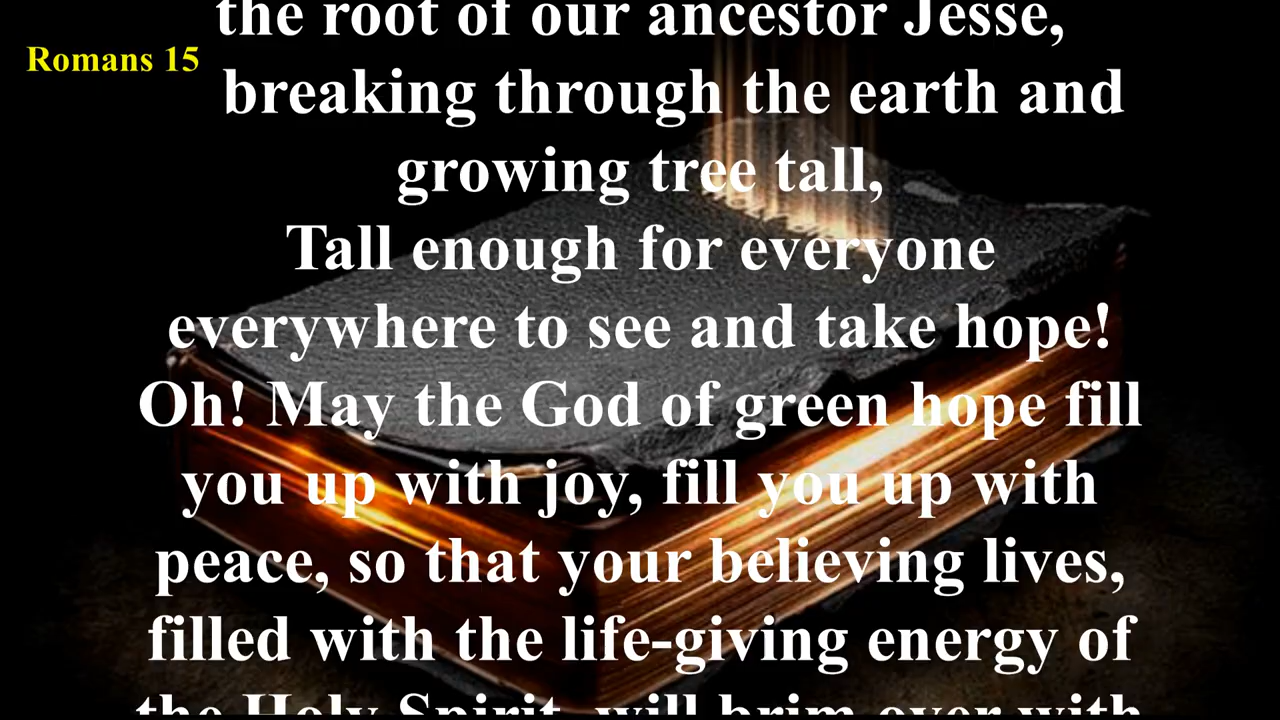 the root of our ancestor Jesse,
Romans 15
breaking through the earth and
growing tree tall,
Tall enough for everyone
everywhere to see and take hope!
Oh! May the God of green hope fill
you up with joy, fill you up with
peace, so that your believing lives,
filled with the life-giving energy of
the Holy Spirit, will brim over with